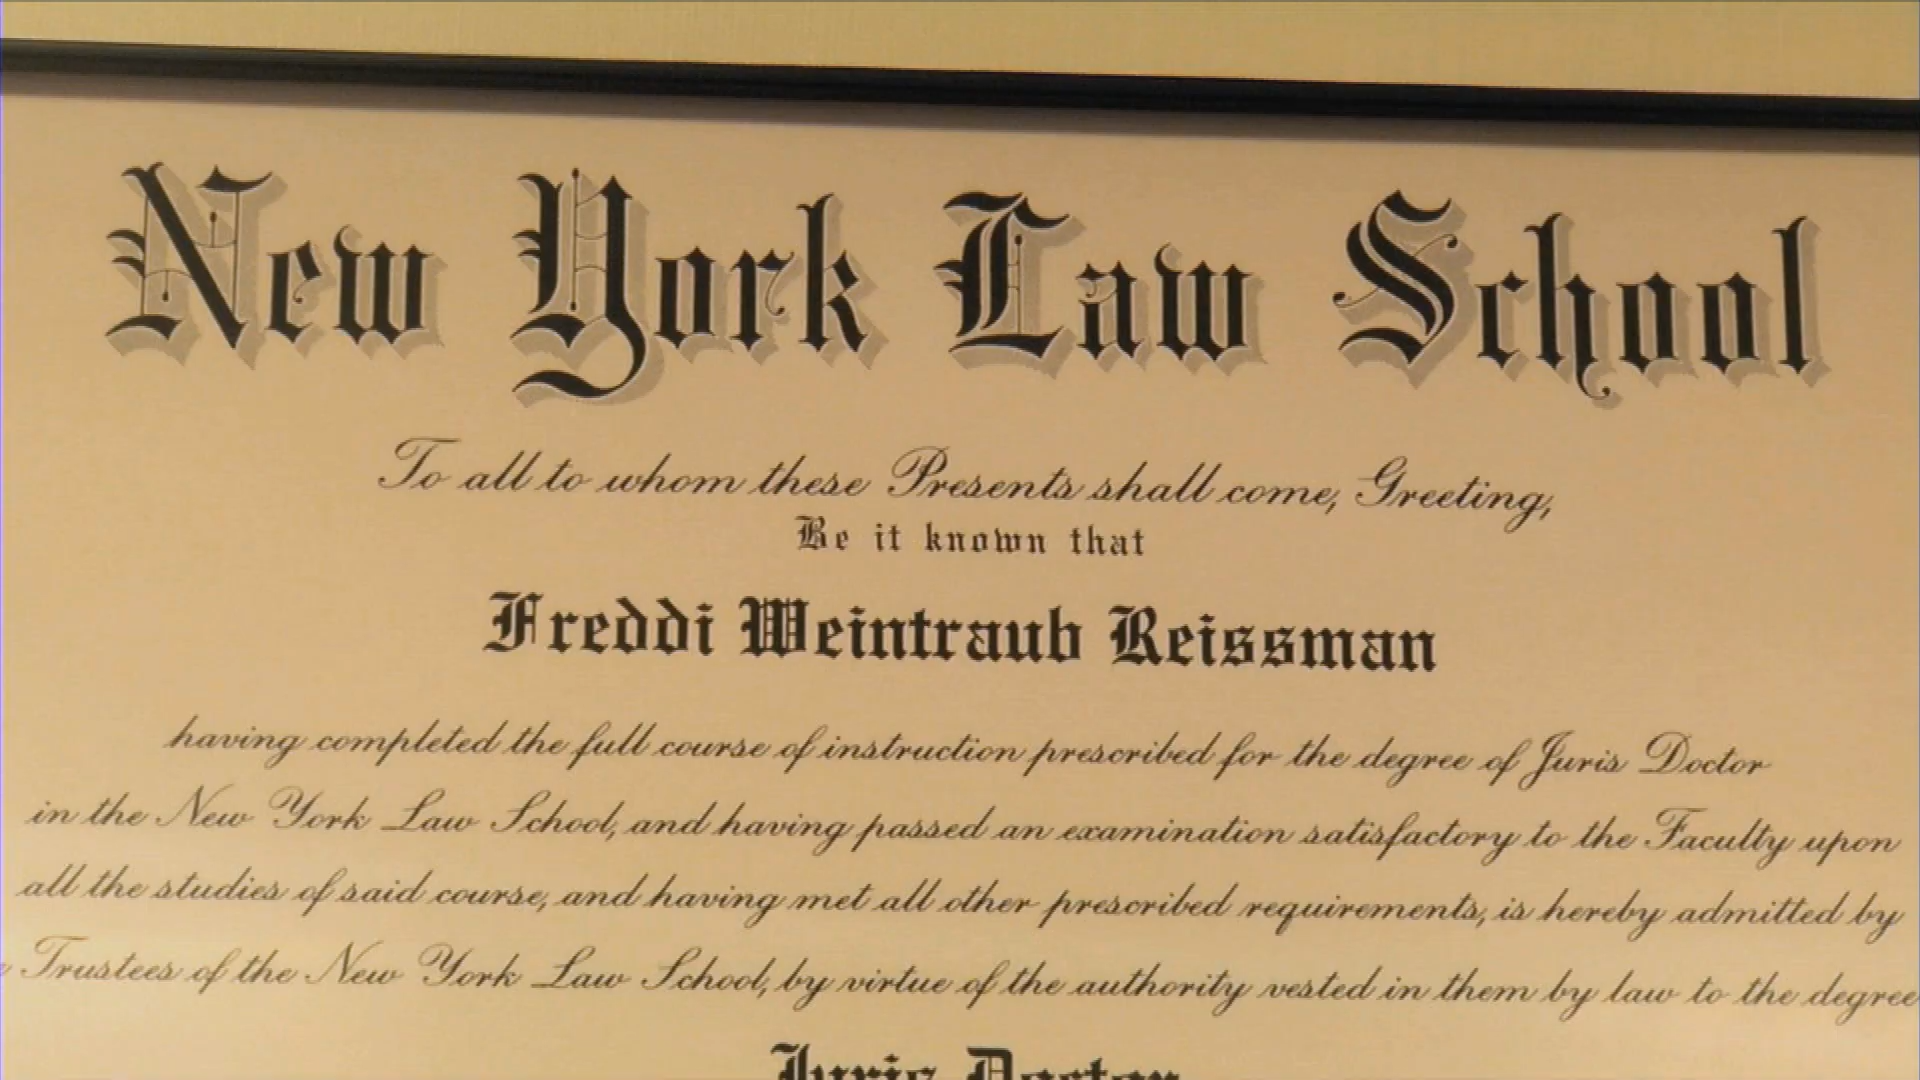 New York Law School
To all to whom these Presents shall come, Greeting,
Be it known that
Freddi Weintraub Reissman
having completed the full course of instruction prescribed for the degree of Juris Doctor
in the New York Law School, and having passed an examination satisfactory to the Faculty upon
all the studies of said course, and having met all other prescribed requirements, is hereby admitted by
Trustees of the New York Law School, by virtue of the authority vested in them by law to the degree
Juris Doctor